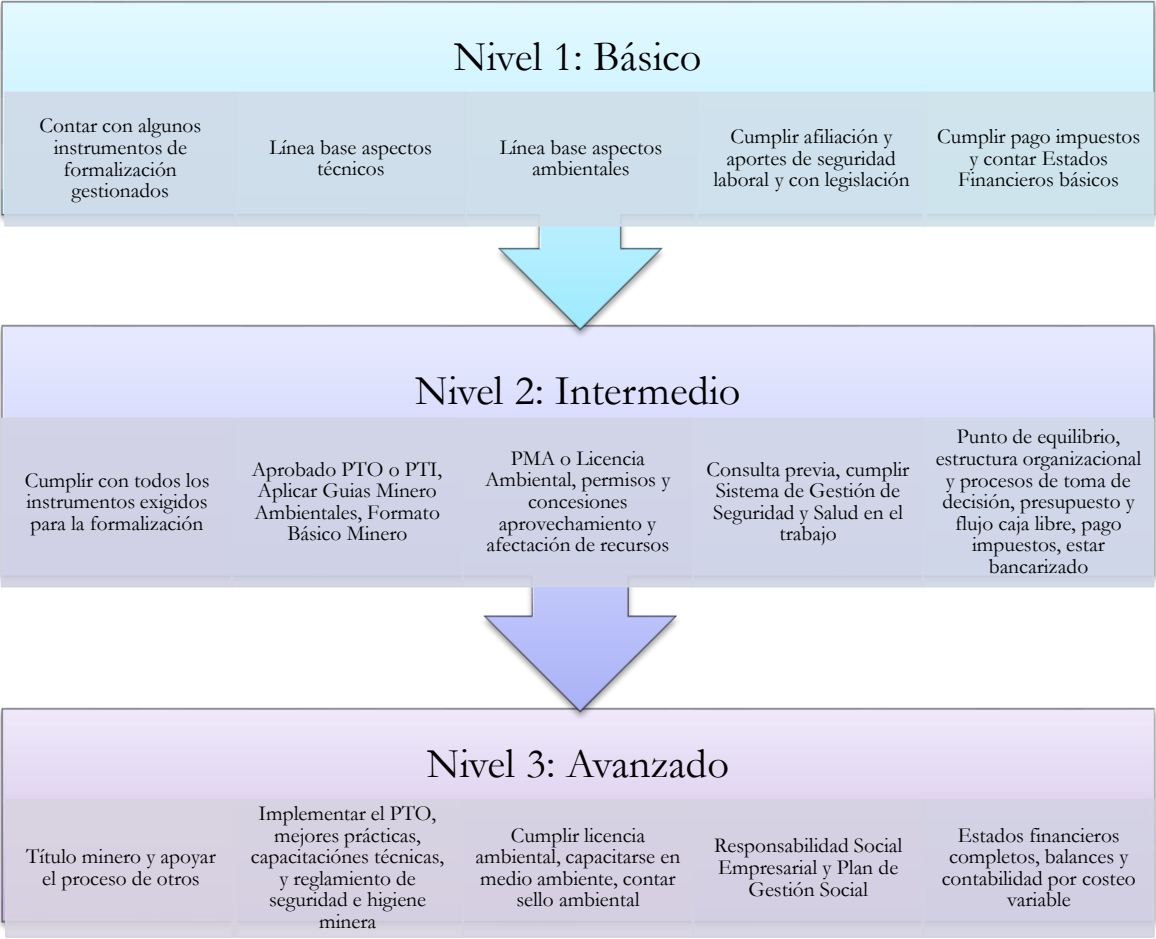 Nivel 1: Básico
Contar con algunos
instrumentos de
formalización
gestionados
Línea base aspectos
técnicos
Línea base aspectos
ambientales
Cumplir afiliación y
aportes de seguridad
laboral y con legislación
Cumplir pago impuestos
y contar Estados
Financieros básicos
Nivel 2: Intermedio
Cumplir con todos los
instrumentos exigidos
para la formalización
Aprobado PTO o PTI,
Aplicar Guias Minero
Ambientales, Formato
Básico Minero
PMA o Licencia
Ambiental, permisos y
concesiones
aprovechamiento y
afectación de recursos
Consulta previa, cumplir
Sistema de Gestión de
Seguridad y Salud en el
trabajo
Punto de equilibrio,
estructura organizacional
y procesos de toma de
decisión, presupuesto y
flujo caja libre, pago
impuestos, estar
bancarizado
Nivel 3: Avanzado
Título minero y apoyar
el proceso de otros
Implementar el PTO,
mejores prácticas,
capacitaciónes técnicas,
y reglamento de
seguridad e higiene
minera
Cumplir licencia
ambiental, capacitarse en
medio ambiente, contar
sello ambiental
Responsabilidad Social
Empresarial y Plan de
Gestión Social
Estados financieros
completos, balances y
contabilidad por costeo
variable